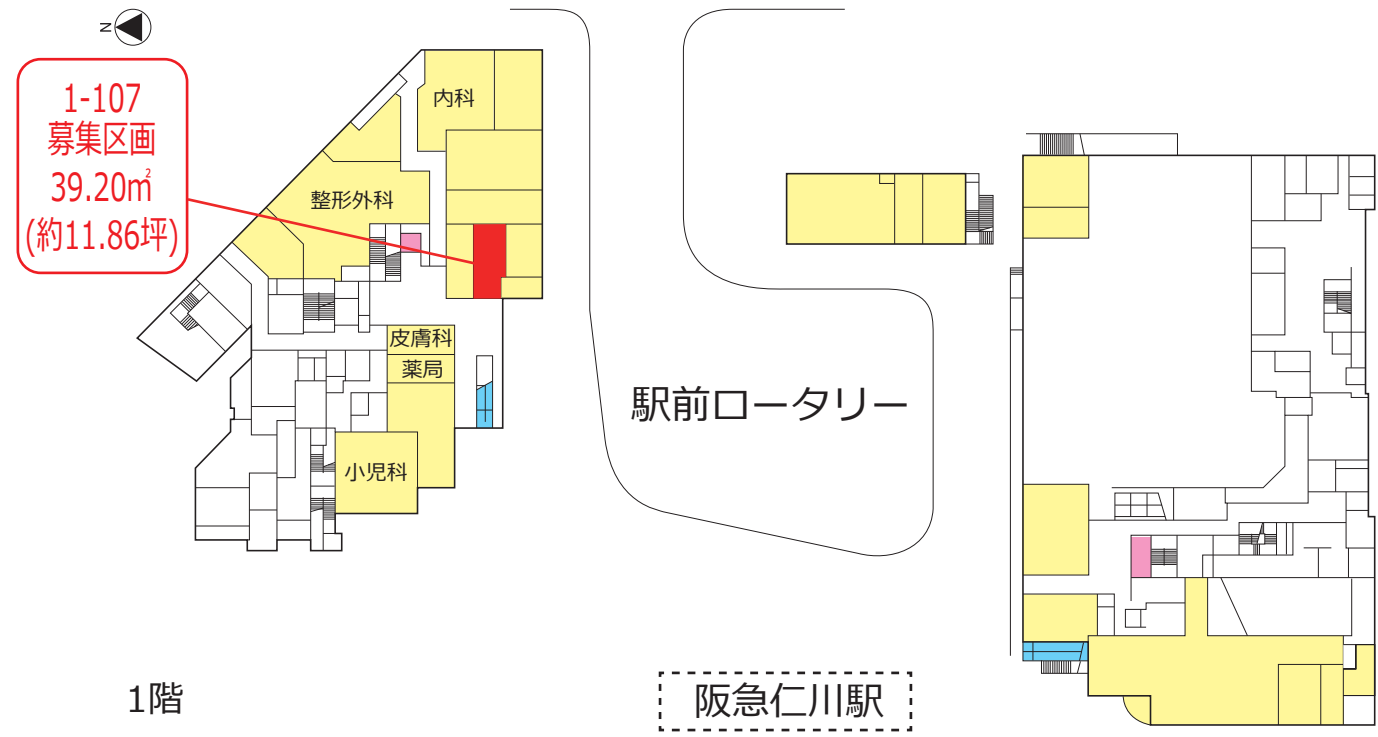 N
1-107
募集区画
39.20㎡
(約11.86坪)
内科
整形外科
皮膚科
薬局
小児科
駅前ロータリー
1階
阪急仁川駅